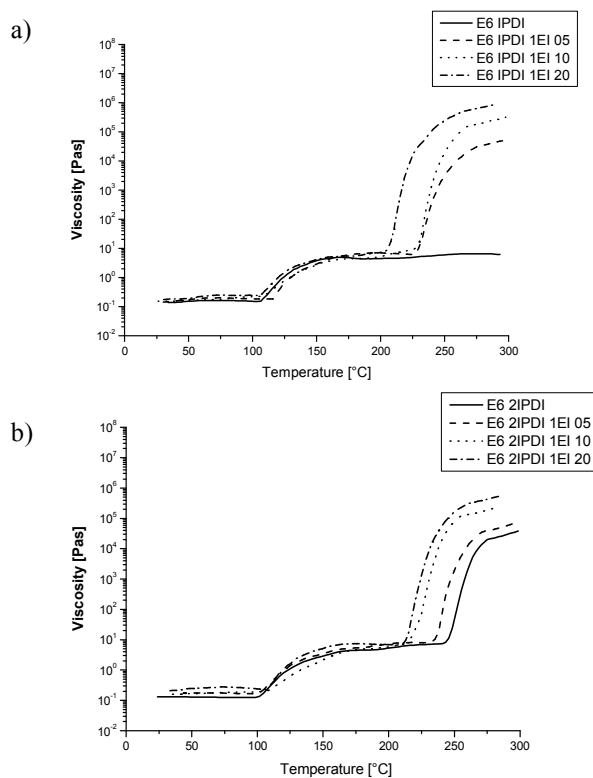 a)
E6 IPDI
E6 IPDI 1EI 05
E6 IPDI 1EI 10
E6 IPDI 1EI 20
10^8
10^7
10^6
10^5
10^4
10^3
10^2
10^1
10^0
10^-1
10^-2
Viscosity [Pas]
0 50 100 150 200 250 300
Temperature [°C]
b)
E6 2IPDI
E6 2IPDI 1EI 05
E6 2IPDI 1EI 10
E6 2IPDI 1EI 20
10^8
10^7
10^6
10^5
10^4
10^3
10^2
10^1
10^0
10^-1
10^-2
Viscosity [Pas]
0 50 100 150 200 250 300
Temperature [°C]